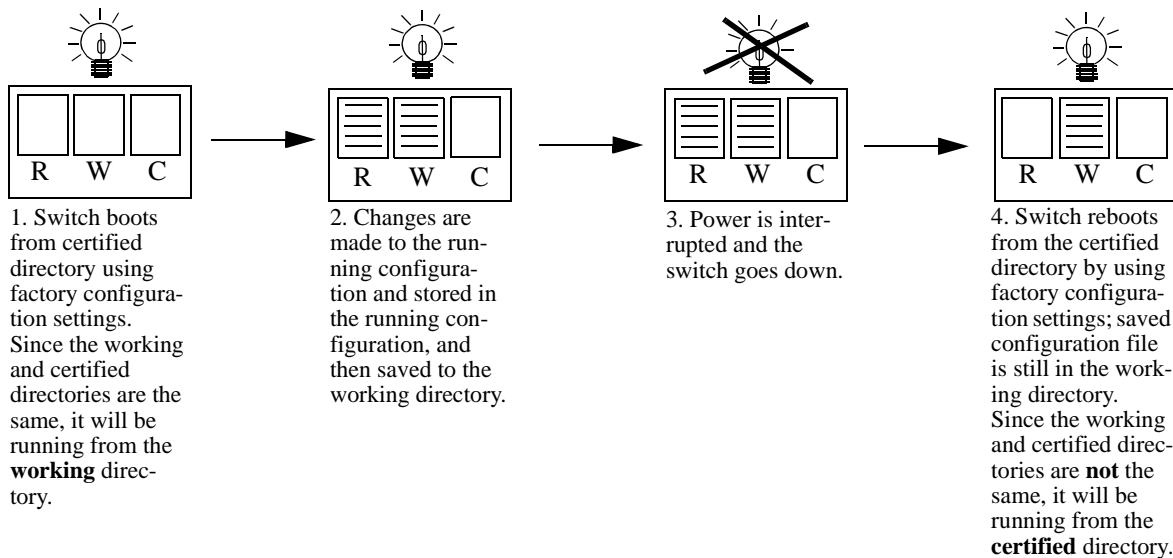 R W C
1. Switch boots
from certified
directory using
factory configura-
tion settings.
Since the working
and certified
directories are the
same, it will be
running from the
working direc-
tory.
R W C
2. Changes are
made to the run-
ning configura-
tion and stored in
the running con-
figuration, and
then saved to the
working directory.
R W C
3. Power is inter-
rupted and the
switch goes down.
R W C
4. Switch reboots
from the certified
directory by using
factory configura-
tion settings; saved
configuration file
is still in the work-
ing directory.
Since the working
and certified direc-
tories are not the
same, it will be
running from the
certified directory.